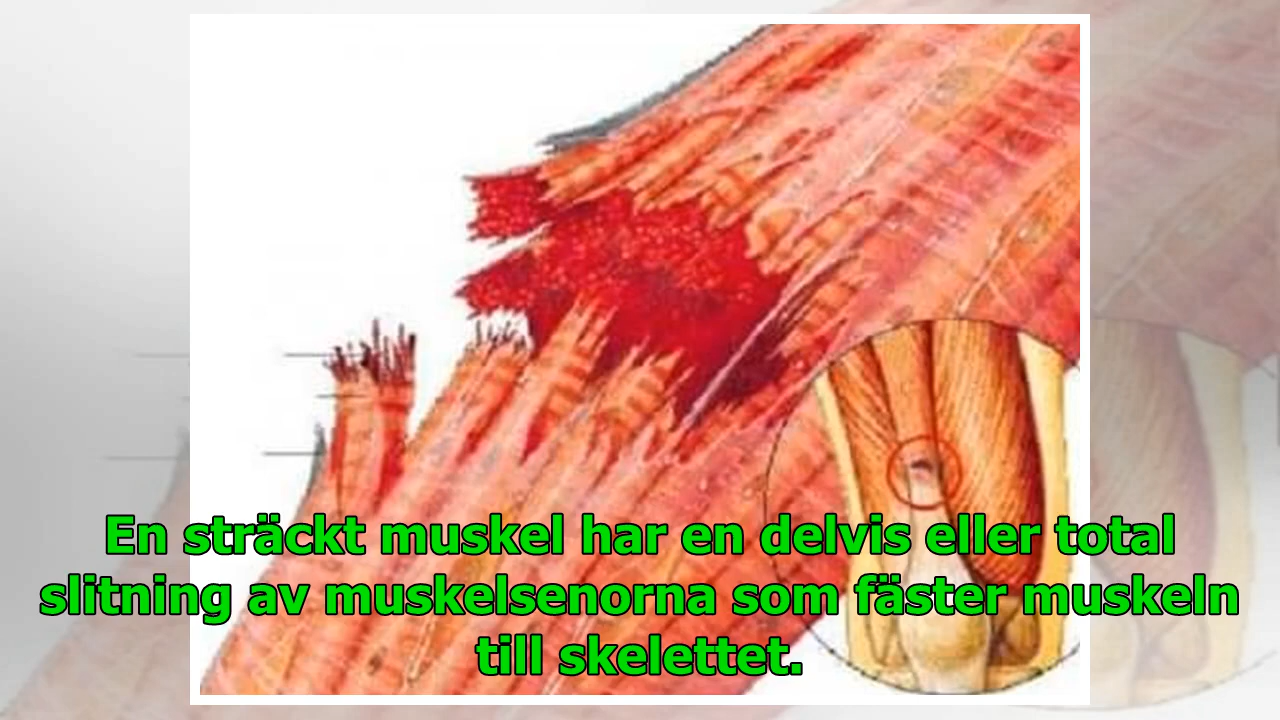 En sträckt muskel har en delvis eller total
slitning av muskelsenorna som fäster muskeln
till skelettet.